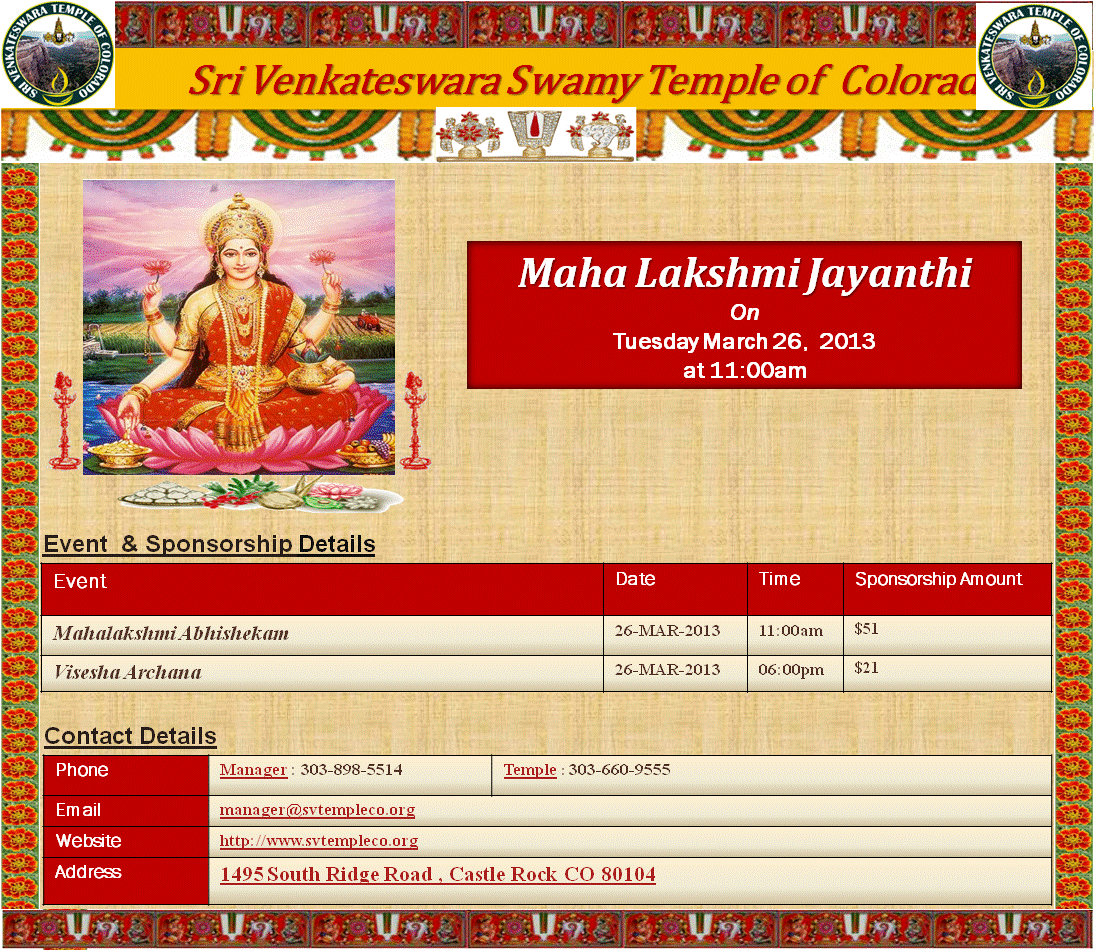 SRI VENKATESWARA TEMPLE OF COLORADO
Sri Venkateswara Swamy Temple of Colorad
SRI VENKATESWARA TEMPLE OF COLORADO
Maha Lakshmi Jayanthi
On
Tuesday March 26, 2013
at 11:00am
Event & Sponsorship Details
Event Date Time Sponsorship Amount
Mahalakshmi Abhishekam 26-MAR-2013 11:00am $51
Visesha Archana 26-MAR-2013 06:00pm $21
Contact Details
Phone Manager : 303-898-5514 Temple : 303-660-9555
Email manager@svtempleco.org
Website http://www.svtempleco.org
Address 1495 South Ridge Road , Castle Rock CO 80104